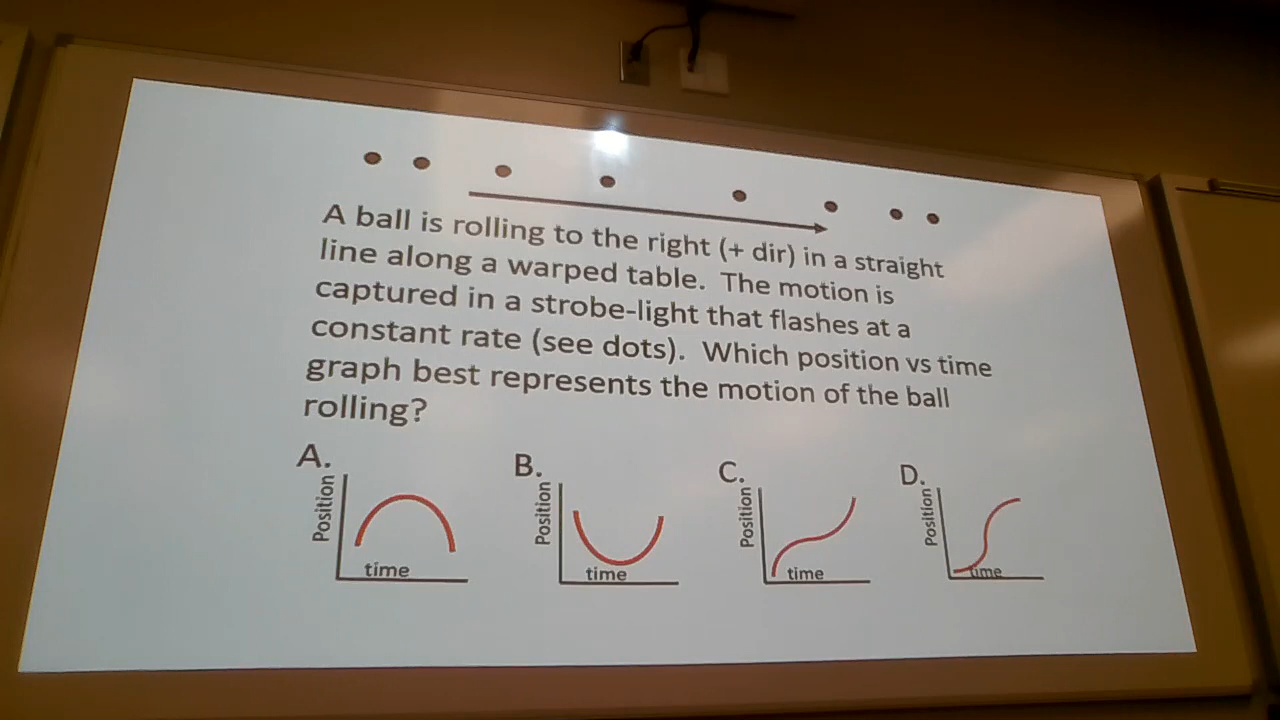 A ball is rolling to the right (+ dir) in a straight
line along a warped table. The motion is
captured in a strobe-light that flashes at a
constant rate (see dots). Which position vs time
graph best represents the motion of the ball
rolling?
A.
Position
time
B.
Position
time
C.
Position
time
D.
Position
time